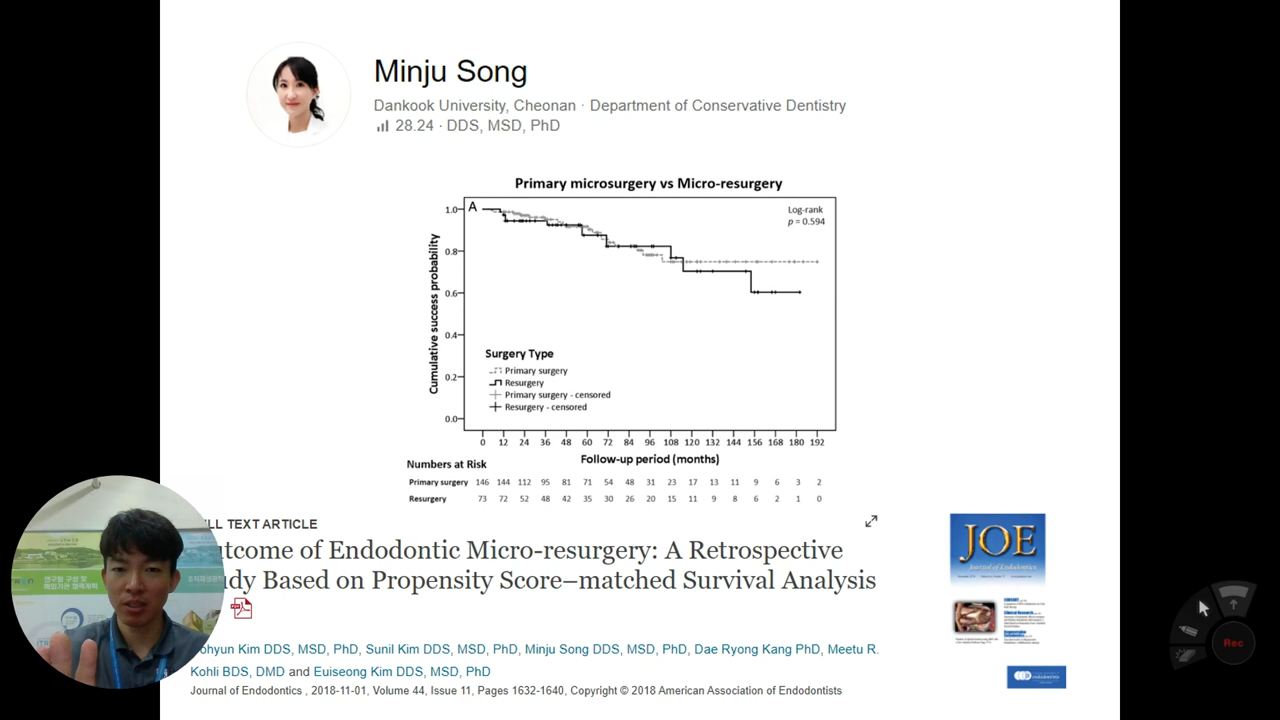 Minju Song
Dankook University, Cheonan · Department of Conservative Dentistry
28.24 · DDS, MSD, PhD
Primary microsurgery vs Micro-resurgery
A
Log-rank
p = 0.594
Cumulative success probability
1.0
0.8
0.6
0.4
0.2
0.0
Surgery Type
Primary surgery
Resurgery
Primary surgery - censored
Resurgery - censored
0 12 24 36 48 60 72 84 96 108 120 132 144 156 168 180 192
Follow-up period (months)
Numbers at Risk
Primary surgery 146 144 112 95 81 71 54 48 31 23 17 13 11 9 6 3 2
Resurgery 73 72 52 48 42 35 30 26 20 15 11 9 8 6 2 1 0
LL TEXT ARTICLE
utcome of Endodontic Micro-resurgery: A Retrospective
dy Based on Propensity Score–matched Survival Analysis
PDF
ohyun Kim DDS, MSD, PhD, Sunil Kim DDS, MSD, PhD, Minju Song DDS, MSD, PhD, Dae Ryong Kang PhD, Meetu R.
Kohli BDS, DMD and Euiseong Kim DDS, MSD, PhD
Journal of Endodontics , 2018-11-01, Volume 44, Issue 11, Pages 1632-1640, Copyright © 2018 American Association of Endodontists
JOE
Journal of Endodontics
Rec